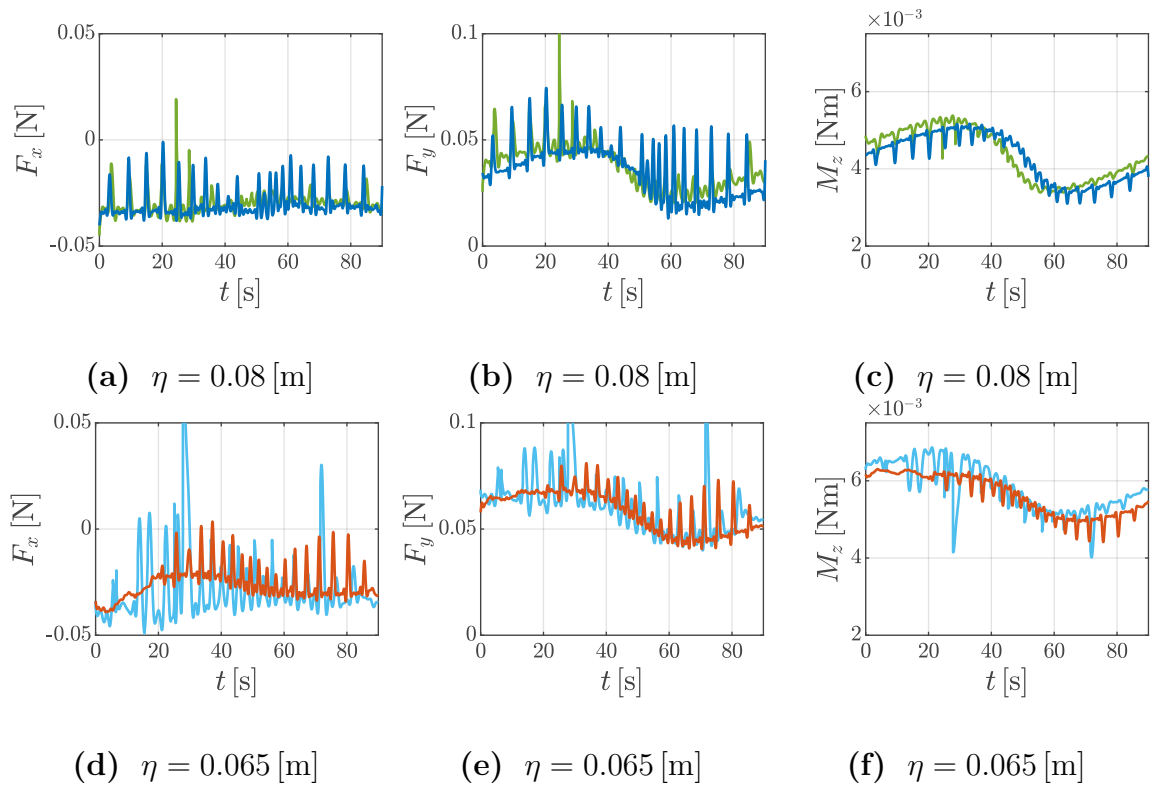 0.05
0
-0.05
F_x [N]
0 20 40 60 80
t [s]
(a) η = 0.08 [m]
0.1
0.05
0
F_y [N]
0 20 40 60 80
t [s]
(b) η = 0.08 [m]
×10⁻³
6
4
2
M_z [Nm]
0 20 40 60 80
t [s]
(c) η = 0.08 [m]
0.05
0
-0.05
F_x [N]
0 20 40 60 80
t [s]
(d) η = 0.065 [m]
0.1
0.05
0
F_y [N]
0 20 40 60 80
t [s]
(e) η = 0.065 [m]
×10⁻³
6
4
2
M_z [Nm]
0 20 40 60 80
t [s]
(f) η = 0.065 [m]